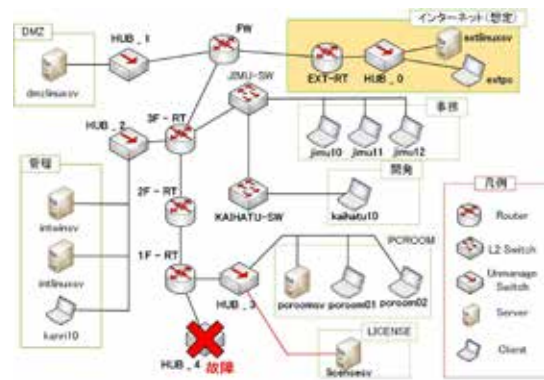 インターネット(想定)
DMZ
FW
HUB_1
extlinuxsv
dmzlinuxsv
EXT-RT
HUB_0
extpc
JIMU-SW
3F-RT
HUB_2
事務
jimu10
jimu11
jimu12
開発
管理
2F-RT
KAIHATU-SW
kaihatu10
凡例
intwinsv
Router
1F-RT
PCROOM
L2 Switch
intlinuxsv
HUB_3
pcroomsv
pcroom01
pcroom02
Unmanage
Switch
kanri10
LICENSE
Server
HUB_4
故障
licensesv
Client